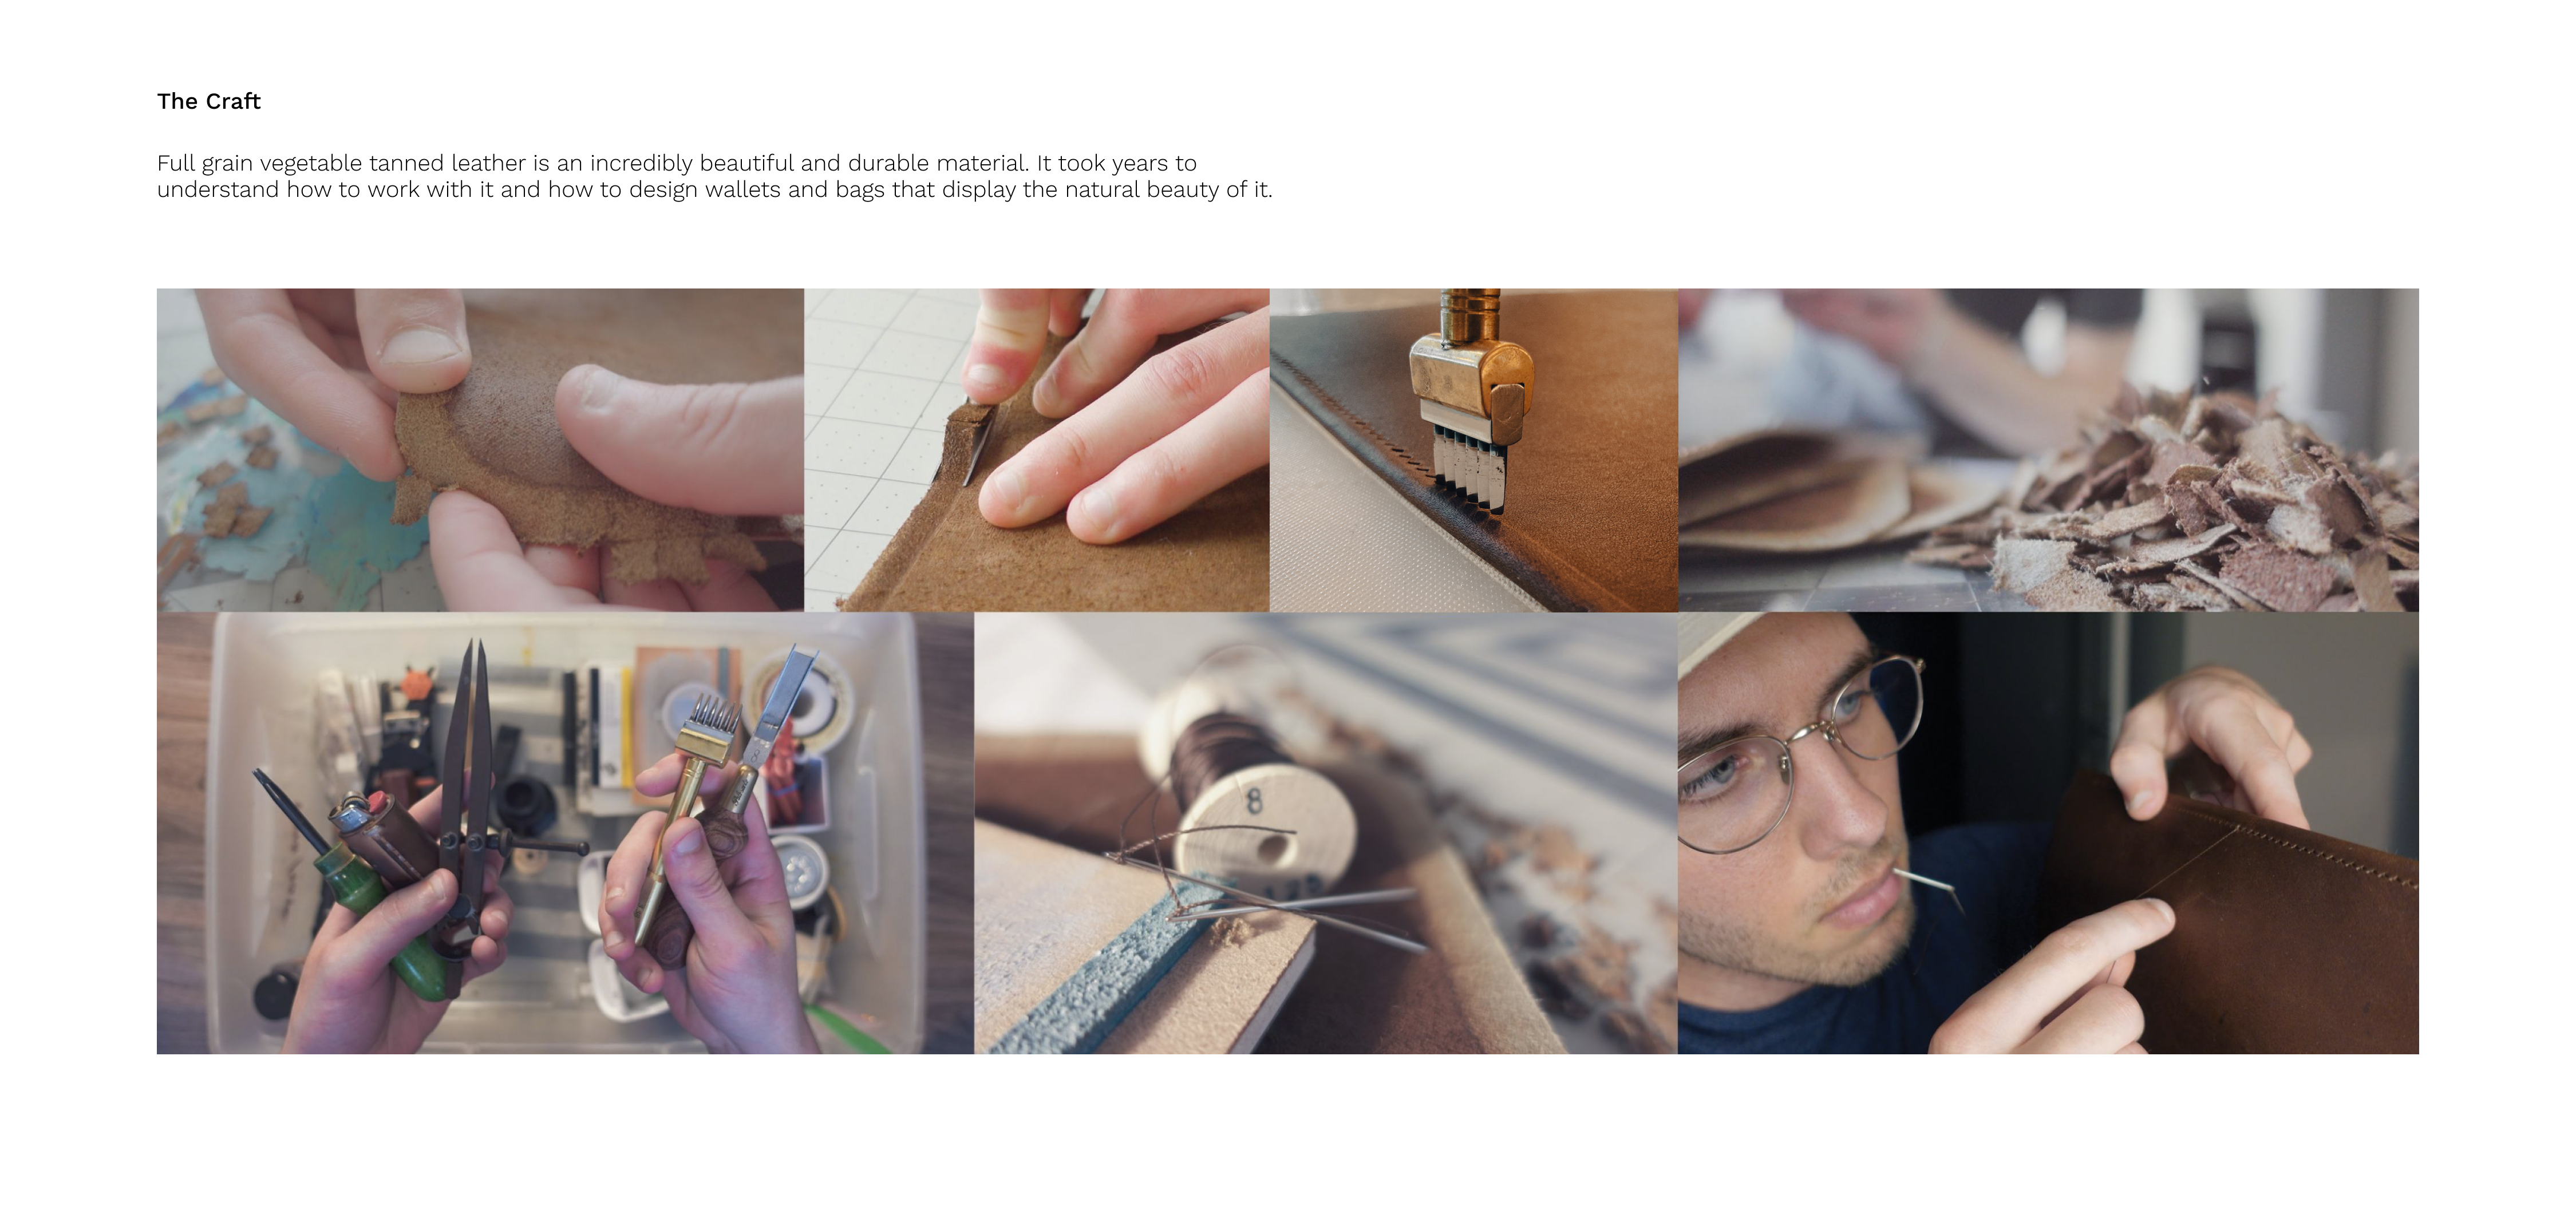 The Craft
Full grain vegetable tanned leather is an incredibly beautiful and durable material. It took years to
understand how to work with it and how to design wallets and bags that display the natural beauty of it.
8